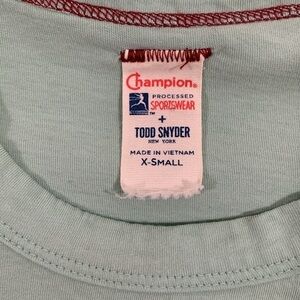 Champion®
PROCESSED
SPORTSWEAR
+
TODD SNYDER
NEW YORK
MADE IN VIETNAM
X-SMALL